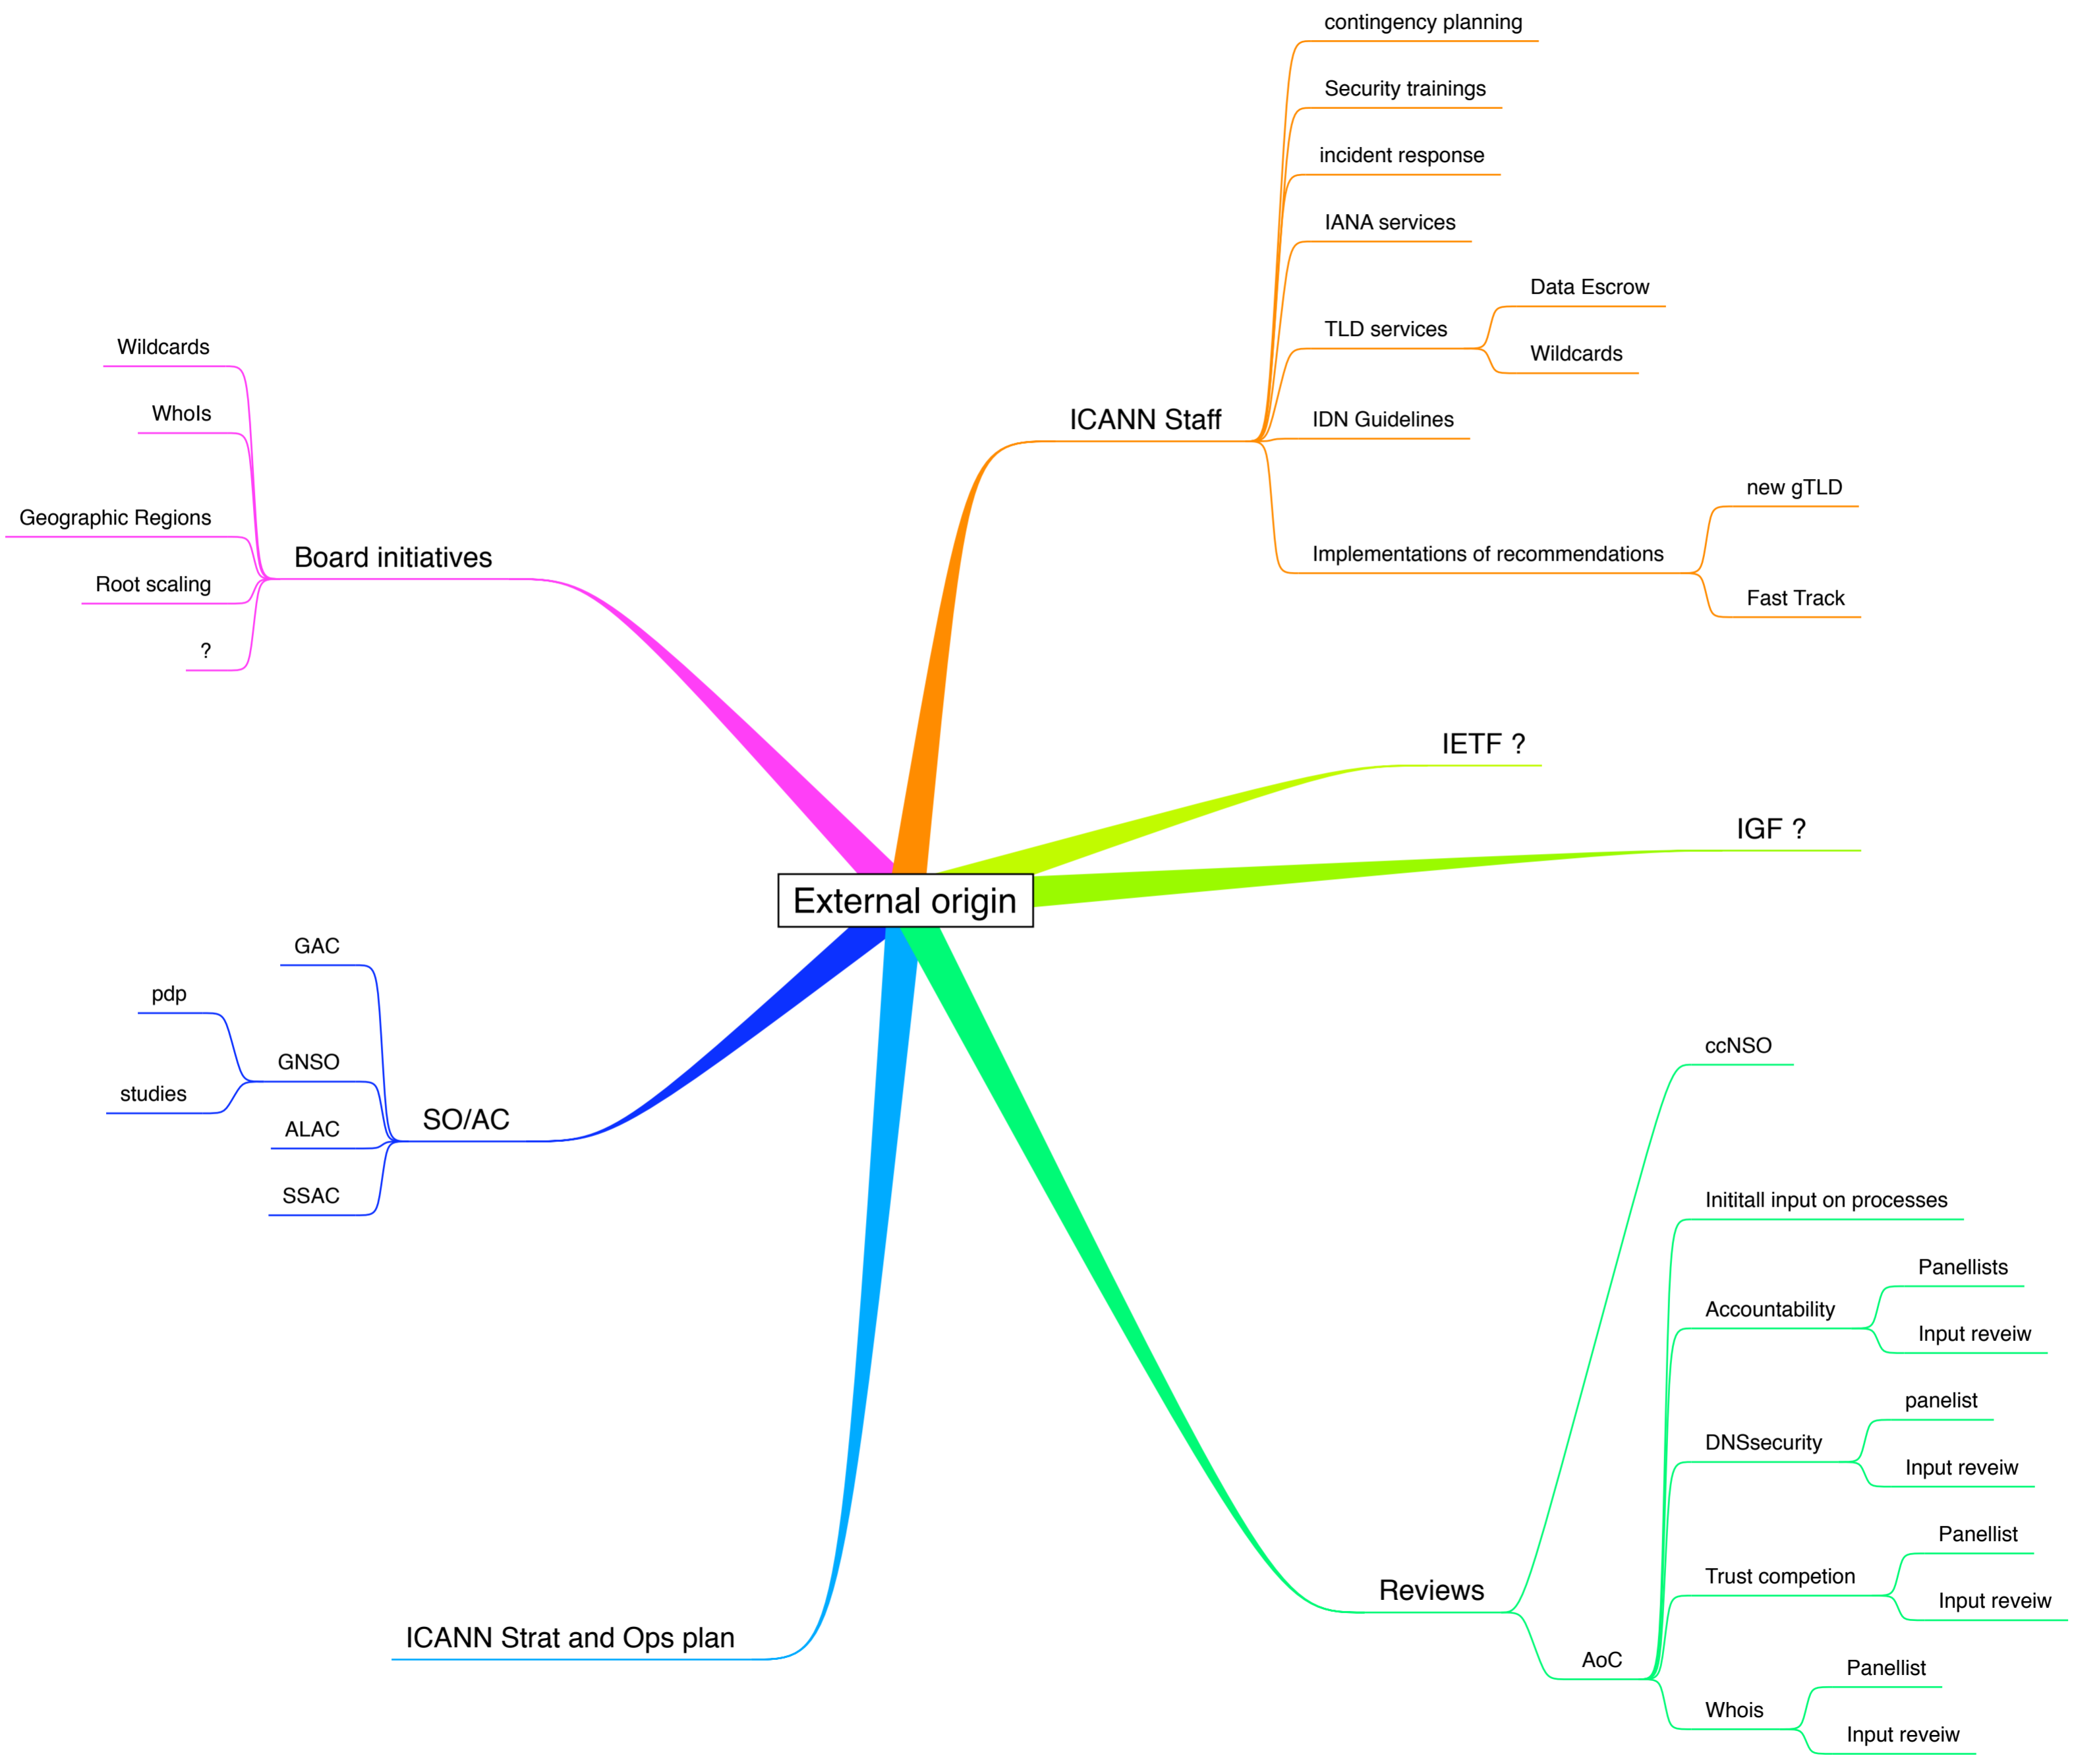 contingency planning
Security trainings
incident response
IANA services
Data Escrow
TLD services
Wildcards
ICANN Staff
IDN Guidelines
new gTLD
Implementations of recommendations
Fast Track
Wildcards
WhoIs
Geographic Regions
Board initiatives
Root scaling
?
IETF ?
IGF ?
External origin
GAC
pdp
GNSO
studies
SO/AC
ALAC
SSAC
ICANN Strat and Ops plan
ccNSO
Inititall input on processes
Panellists
Accountability
Input reveiw
panelist
DNSsecurity
Input reveiw
Panellist
Trust competion
Input reveiw
Reviews
AoC
Panellist
Whois
Input reveiw